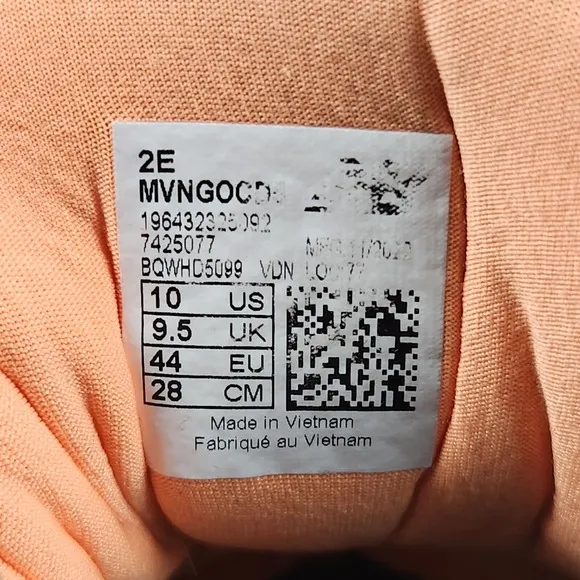 2E
7425077
BQWHD5099 VDN
10 US
9.5 UK
44 EU
28 CM
Made in Vietnam
Fabriqué au Vietnam